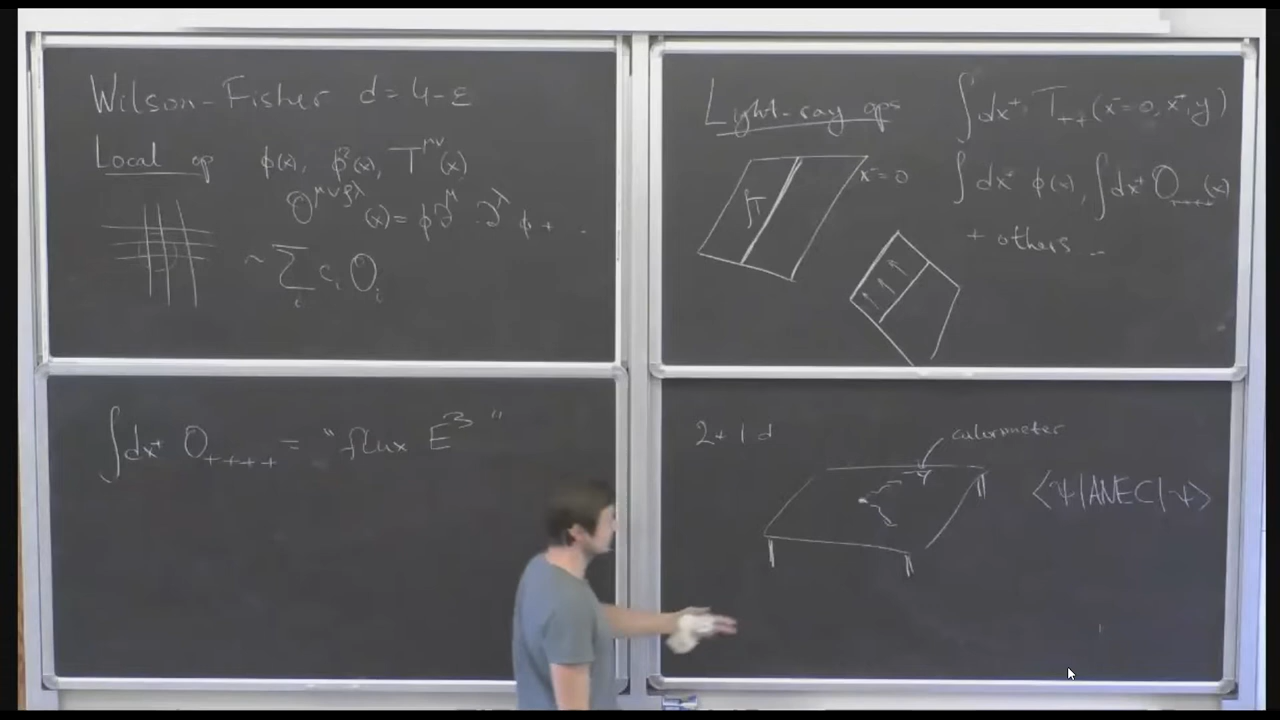 Wilson-Fisher d=4-ε
Local op ϕ(x), ϕ²(x), T^{μν}(x)
O^{μνρλ}(x) = ϕ∂^μ..∂^λ ϕ + ...
~ ∑_i c_i O_i
Light-ray ops
∫dx⁺ T₊₊(x⁻=0, x⁺, y)
∫T
x⁻=0
∫dx⁺ ϕ(x), ∫dx⁺ O₊₊₊₊(x)
+ others ...
∫dx⁺ O₊₊₊₊ = "flux E³"
2+1 d
calorimeter
⟨ψ|ANEC|ψ⟩